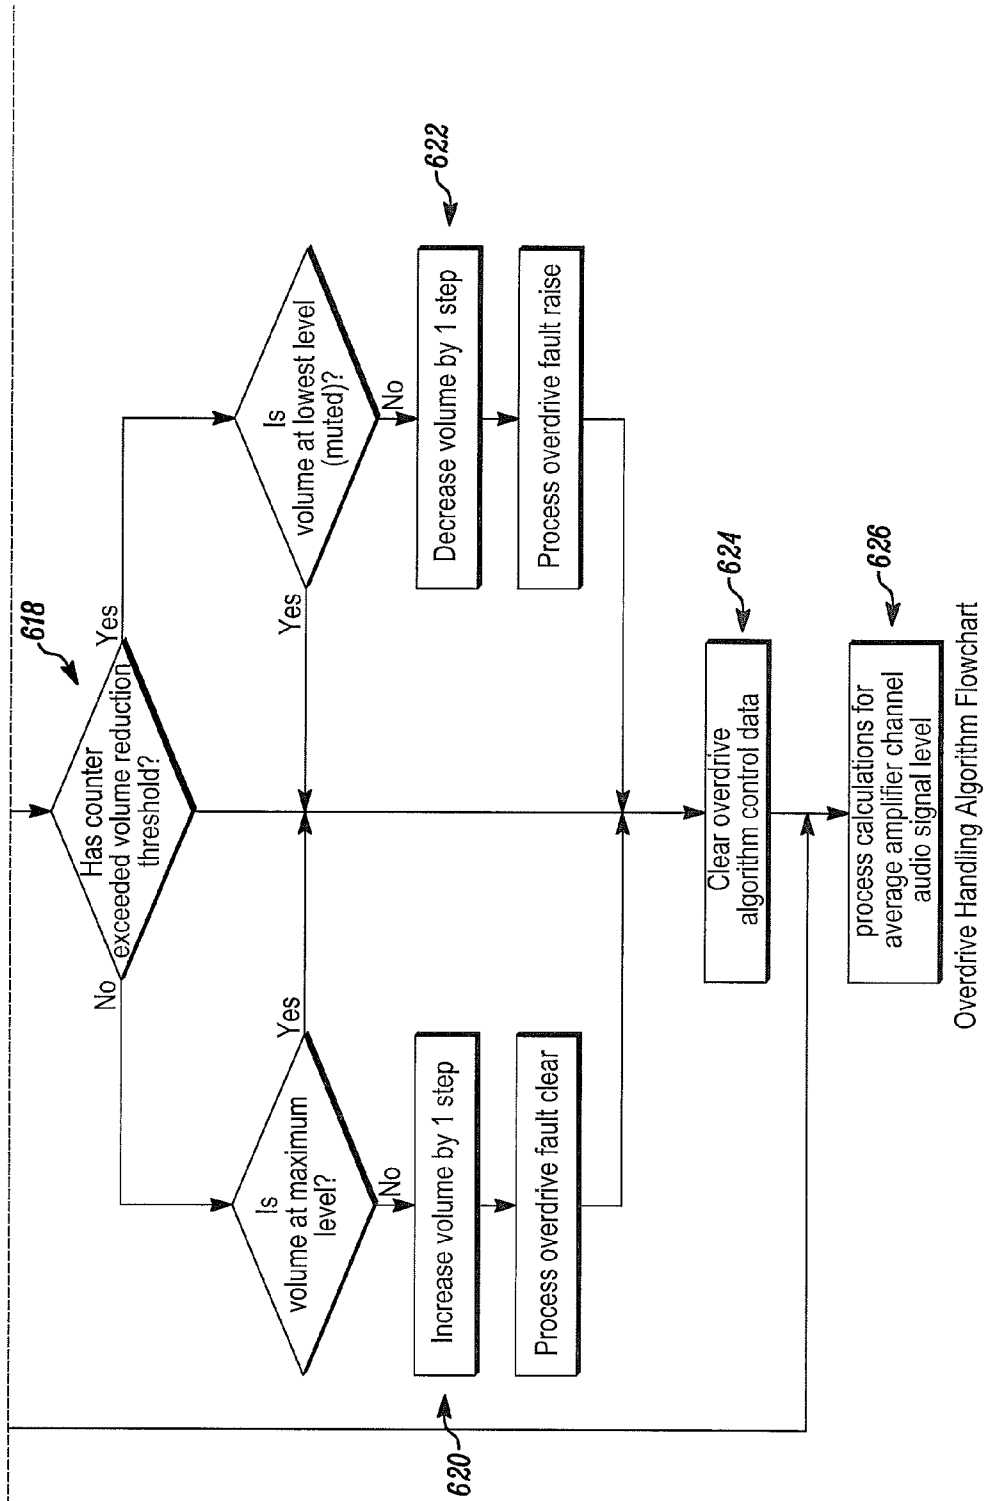 618
Has counter
exceeded volume reduction
threshold?
No
Yes
Is
volume at maximum
level?
Yes
No
Is
volume at lowest level
(muted)?
Yes
No
620
Increase volume by 1 step
Process overdrive fault clear
622
Decrease volume by 1 step
Process overdrive fault raise
624
Clear overdrive
algorithm control data
626
process calculations for
average amplifier channel
audio signal level
Overdrive Handling Algorithm Flowchart